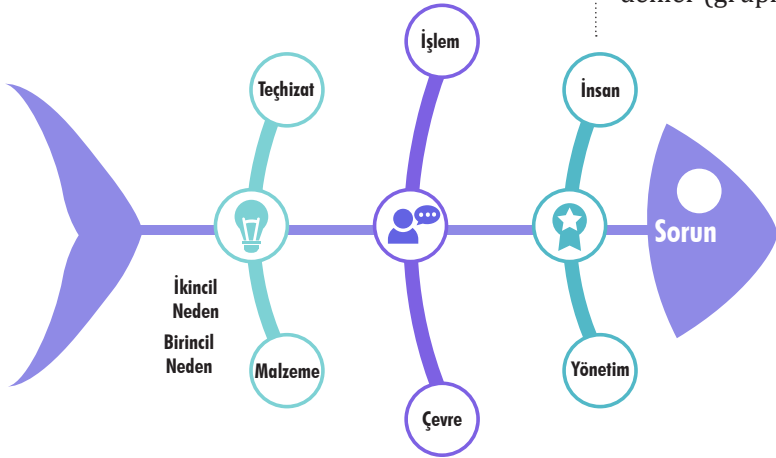 İşlem
Teçhizat
İnsan
Sorun
İkincil
Neden
Birincil
Neden
Malzeme
Yönetim
Çevre